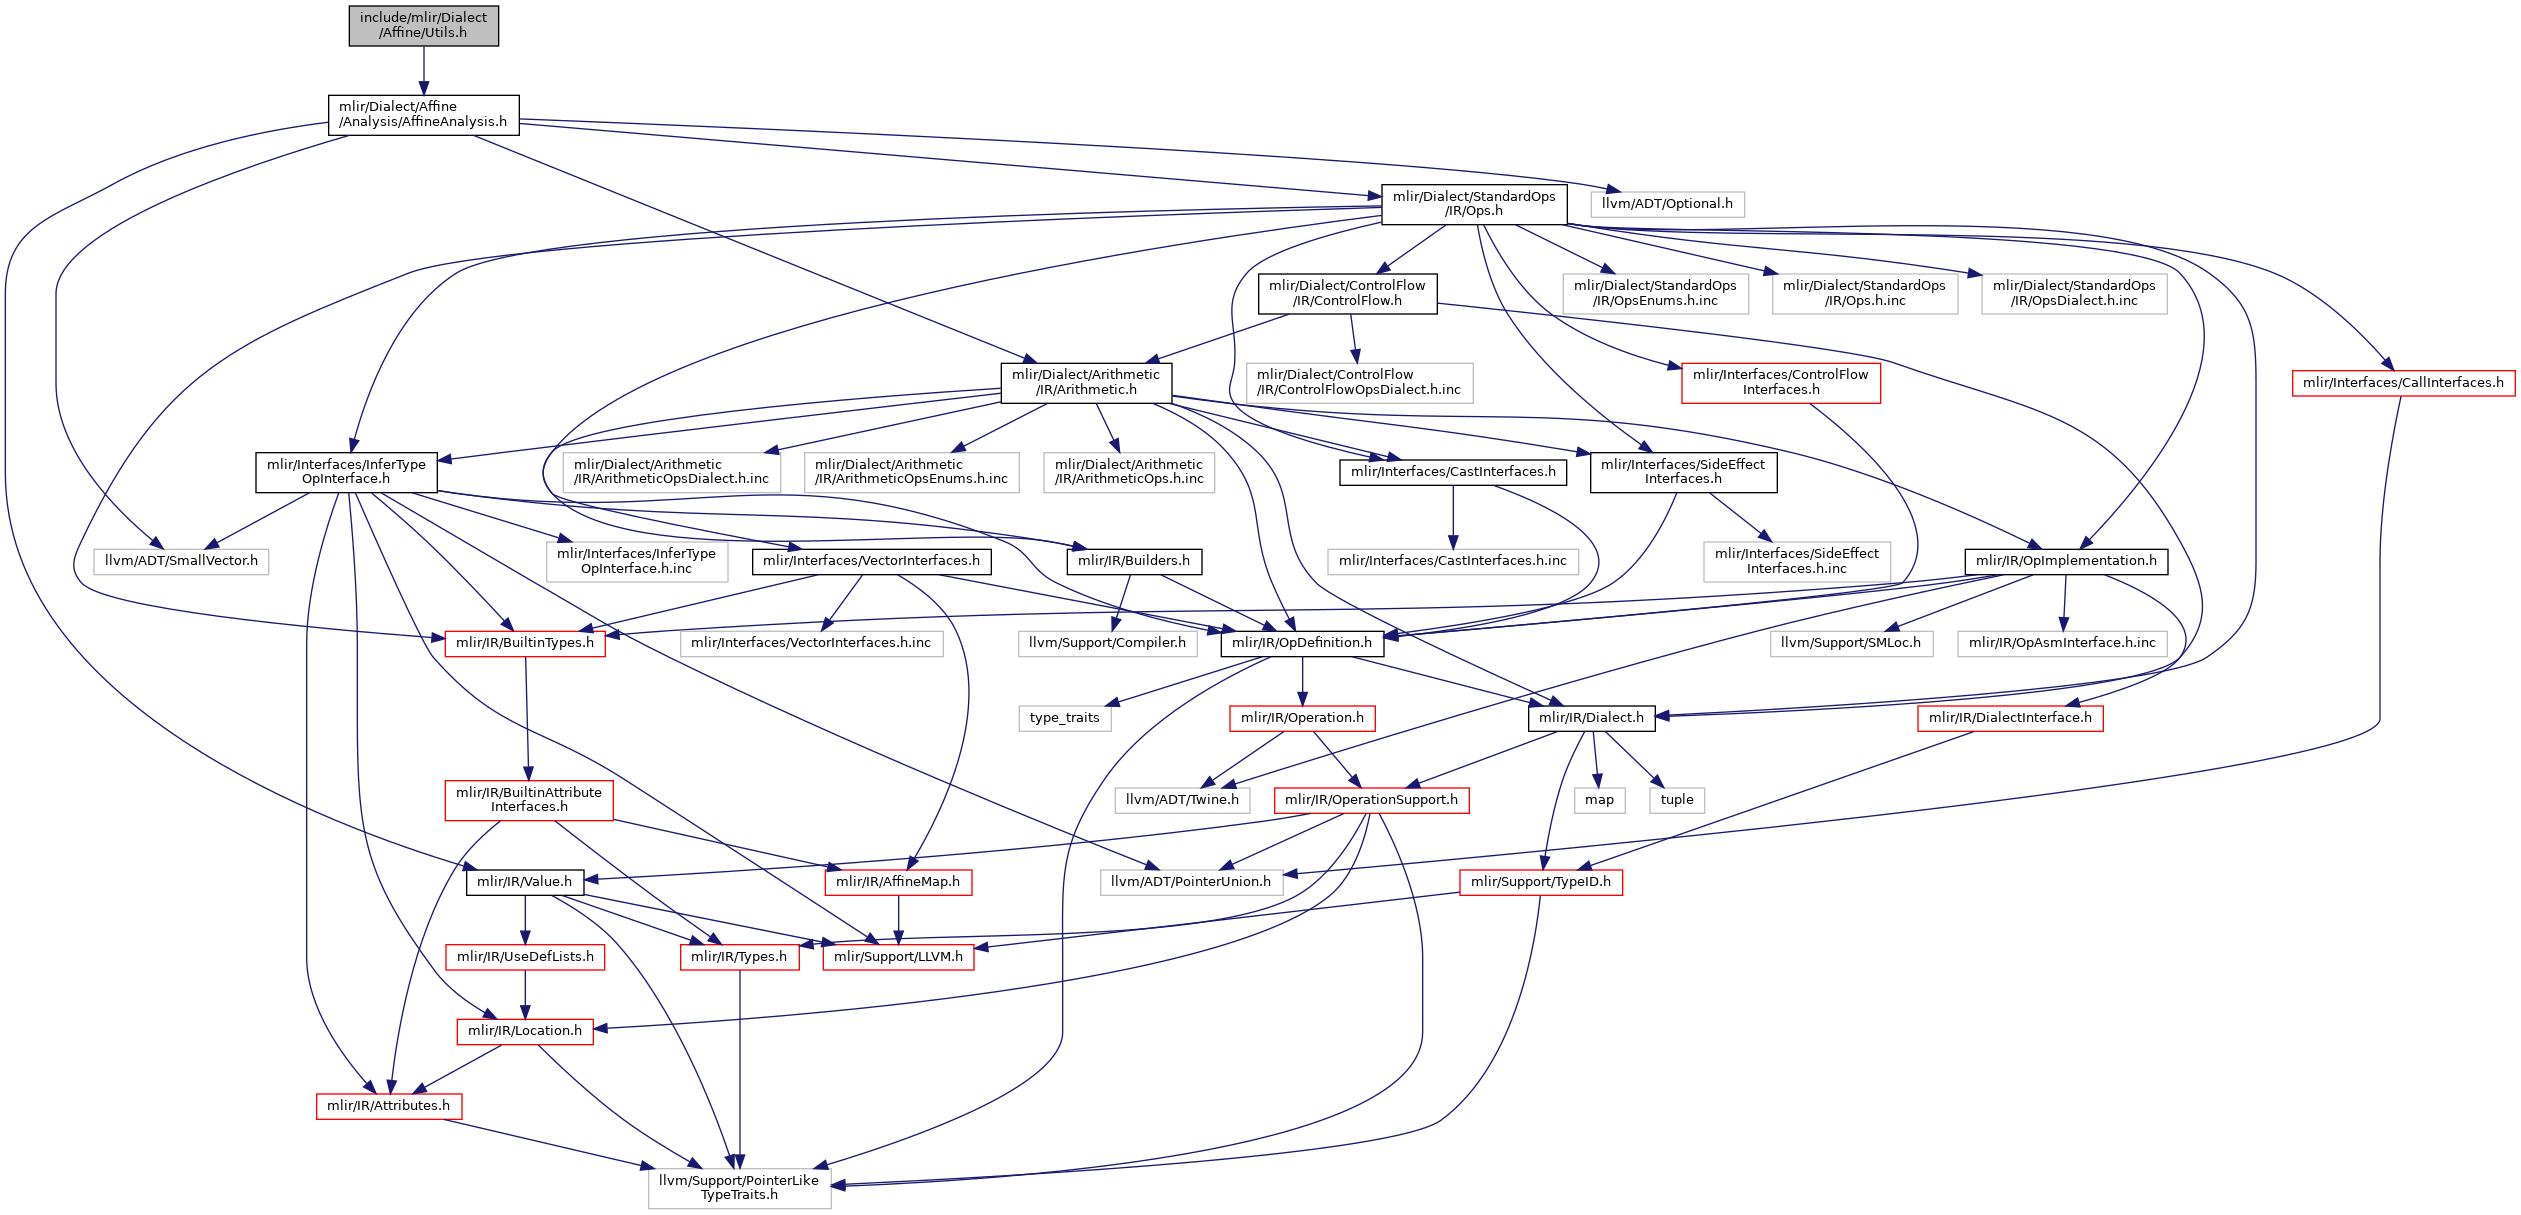 include/mlir/Dialect
/Affine/Utils.h
mlir/Dialect/Affine
/Analysis/AffineAnalysis.h
mlir/Dialect/StandardOps
/IR/Ops.h
llvm/ADT/Optional.h
mlir/Dialect/ControlFlow
/IR/ControlFlow.h
mlir/Dialect/StandardOps
/IR/OpsEnums.h.inc
mlir/Dialect/StandardOps
/IR/Ops.h.inc
mlir/Dialect/StandardOps
/IR/OpsDialect.h.inc
mlir/Dialect/Arithmetic
/IR/Arithmetic.h
mlir/Dialect/ControlFlow
/IR/ControlFlowOpsDialect.h.inc
mlir/Interfaces/ControlFlow
Interfaces.h
mlir/Interfaces/CallInterfaces.h
mlir/Interfaces/InferType
OpInterface.h
mlir/Dialect/Arithmetic
/IR/ArithmeticOpsDialect.h.inc
mlir/Dialect/Arithmetic
/IR/ArithmeticOpsEnums.h.inc
mlir/Dialect/Arithmetic
/IR/ArithmeticOps.h.inc
mlir/Interfaces/CastInterfaces.h
mlir/Interfaces/SideEffect
Interfaces.h
llvm/ADT/SmallVector.h
mlir/Interfaces/InferType
OpInterface.h.inc
mlir/Interfaces/VectorInterfaces.h
mlir/IR/Builders.h
mlir/Interfaces/CastInterfaces.h.inc
mlir/Interfaces/SideEffect
Interfaces.h.inc
mlir/IR/OpImplementation.h
mlir/IR/BuiltinTypes.h
mlir/Interfaces/VectorInterfaces.h.inc
llvm/Support/Compiler.h
mlir/IR/OpDefinition.h
llvm/Support/SMLoc.h
mlir/IR/OpAsmInterface.h.inc
type_traits
mlir/IR/Operation.h
mlir/IR/Dialect.h
mlir/IR/DialectInterface.h
mlir/IR/BuiltinAttribute
Interfaces.h
llvm/ADT/Twine.h
mlir/IR/OperationSupport.h
map
tuple
mlir/IR/Value.h
mlir/IR/AffineMap.h
llvm/ADT/PointerUnion.h
mlir/Support/TypeID.h
mlir/IR/UseDefLists.h
mlir/IR/Types.h
mlir/Support/LLVM.h
mlir/IR/Location.h
mlir/IR/Attributes.h
llvm/Support/PointerLike
TypeTraits.h